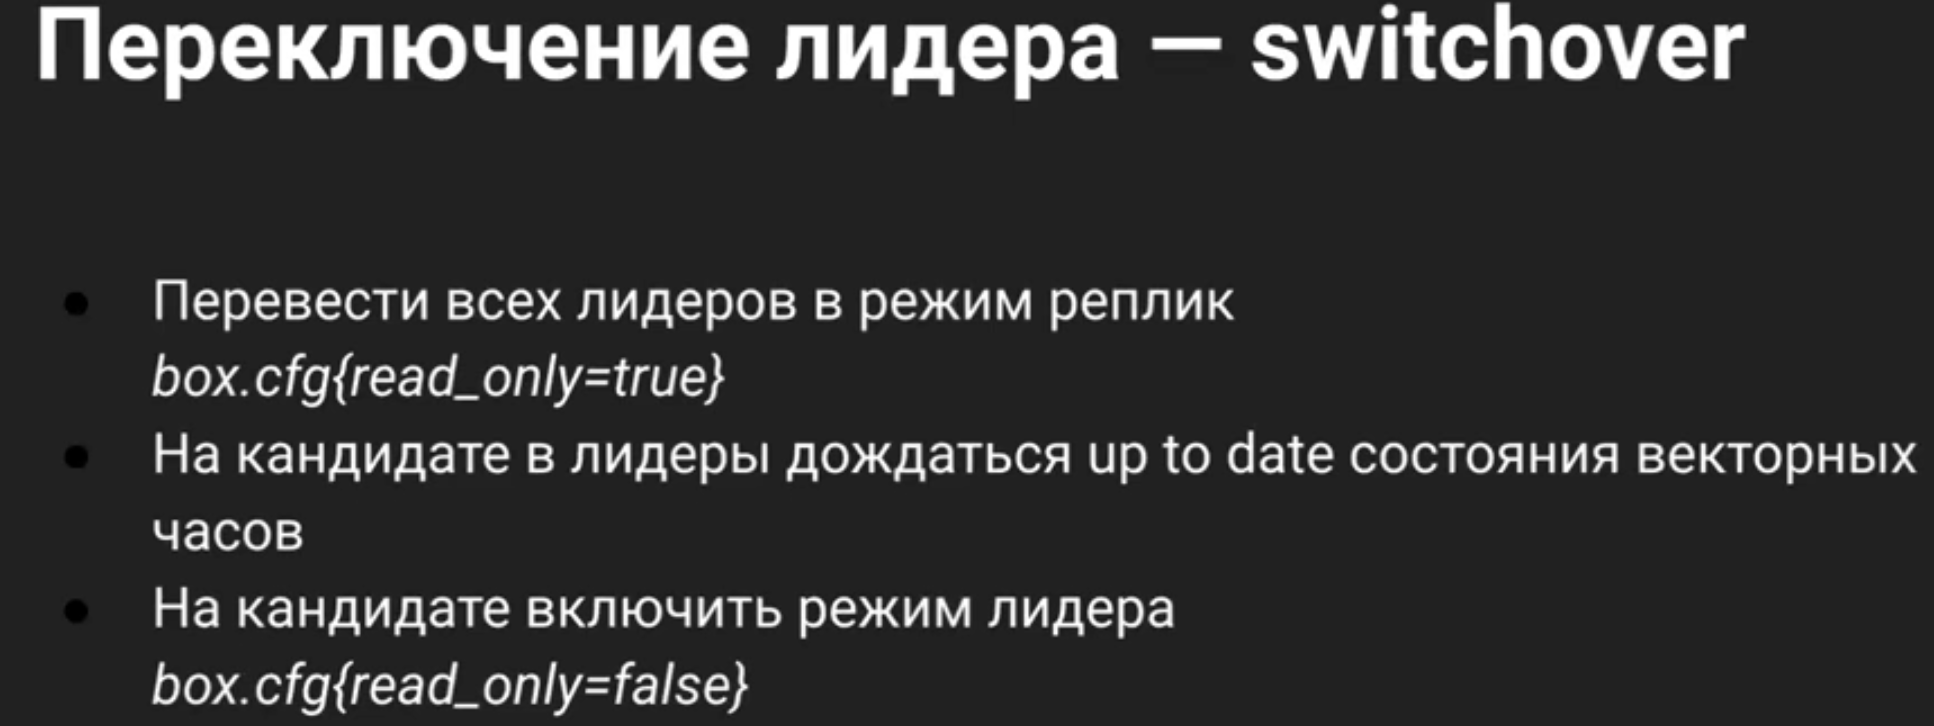 Переключение лидера — switchover
● Перевести всех лидеров в режим реплик
box.cfg{read_only=true}
● На кандидате в лидеры дождаться up to date состояния векторных
часов
● На кандидате включить режим лидера
box.cfg{read_only=false}